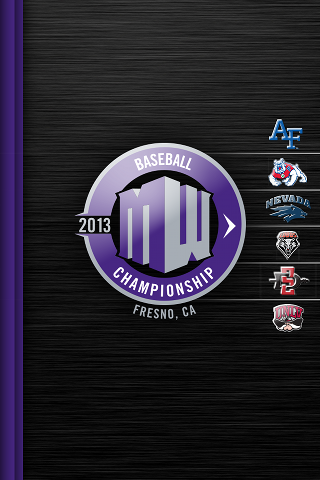 BASEBALL
MW
2013
CHAMPIONSHIP
FRESNO, CA
AF
NEVADA
UNLV